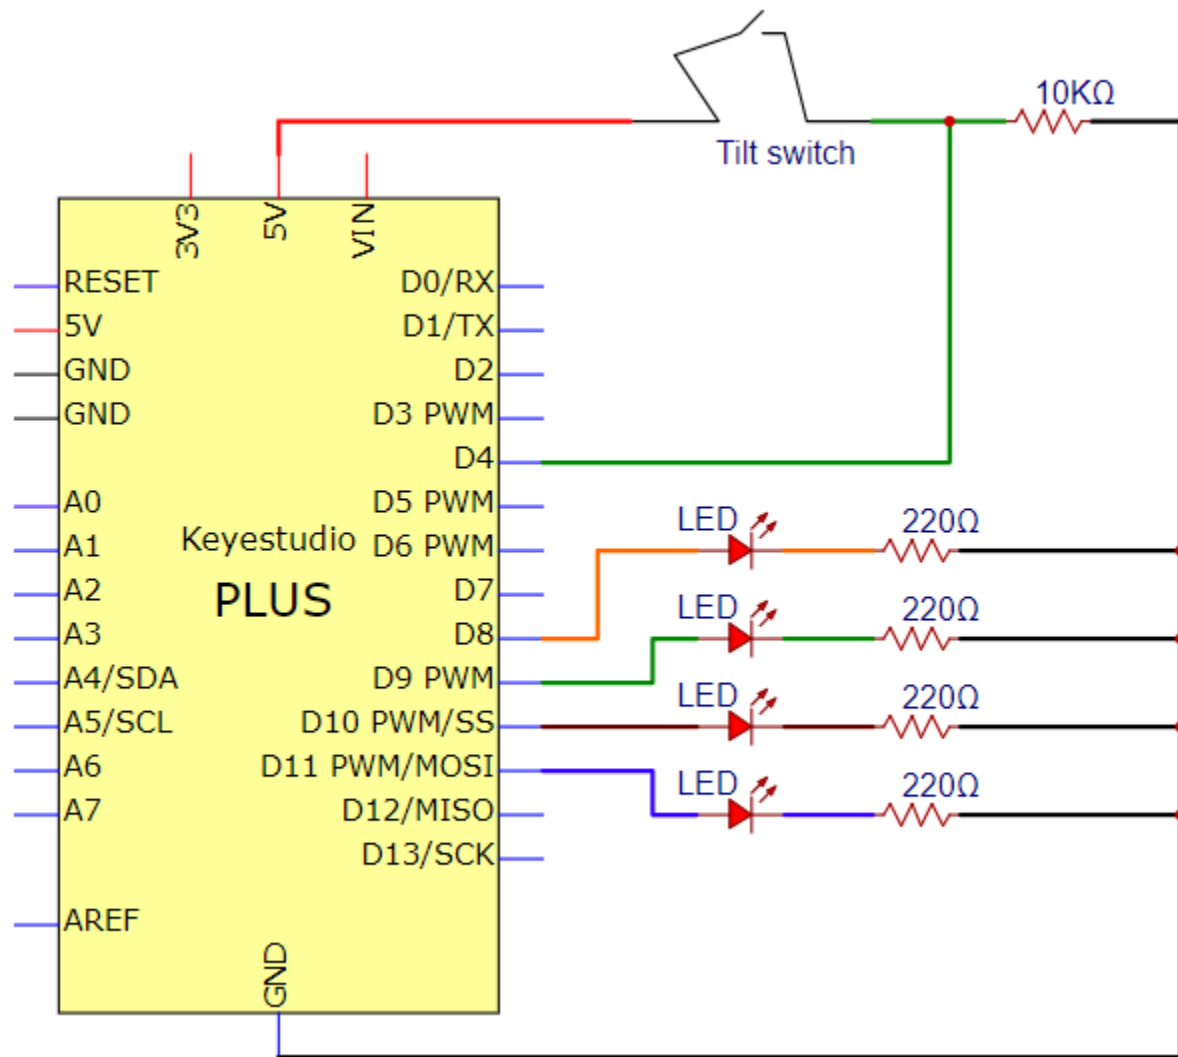 10KΩ
Tilt switch
3V3
5V
VIN
RESET
D0/RX
5V
D1/TX
GND
D2
GND
D3 PWM
D4
A0
D5 PWM
A1
Keyestudio
D6 PWM
A2
PLUS
D7
A3
D8
A4/SDA
D9 PWM
A5/SCL
D10 PWM/SS
A6
D11 PWM/MOSI
A7
D12/MISO
D13/SCK
AREF
GND
LED
220Ω
LED
220Ω
LED
220Ω
LED
220Ω